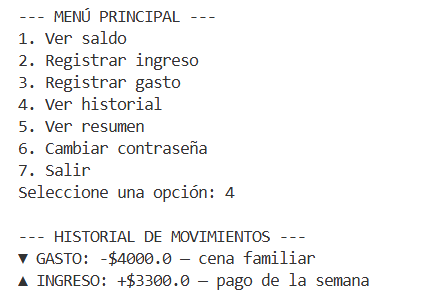 --- MENÚ PRINCIPAL ---
1. Ver saldo
2. Registrar ingreso
3. Registrar gasto
4. Ver historial
5. Ver resumen
6. Cambiar contraseña
7. Salir
Seleccione una opción: 4
--- HISTORIAL DE MOVIMIENTOS ---
▼ GASTO: -$4000.0 — cena familiar
▲ INGRESO: +$3300.0 — pago de la semana